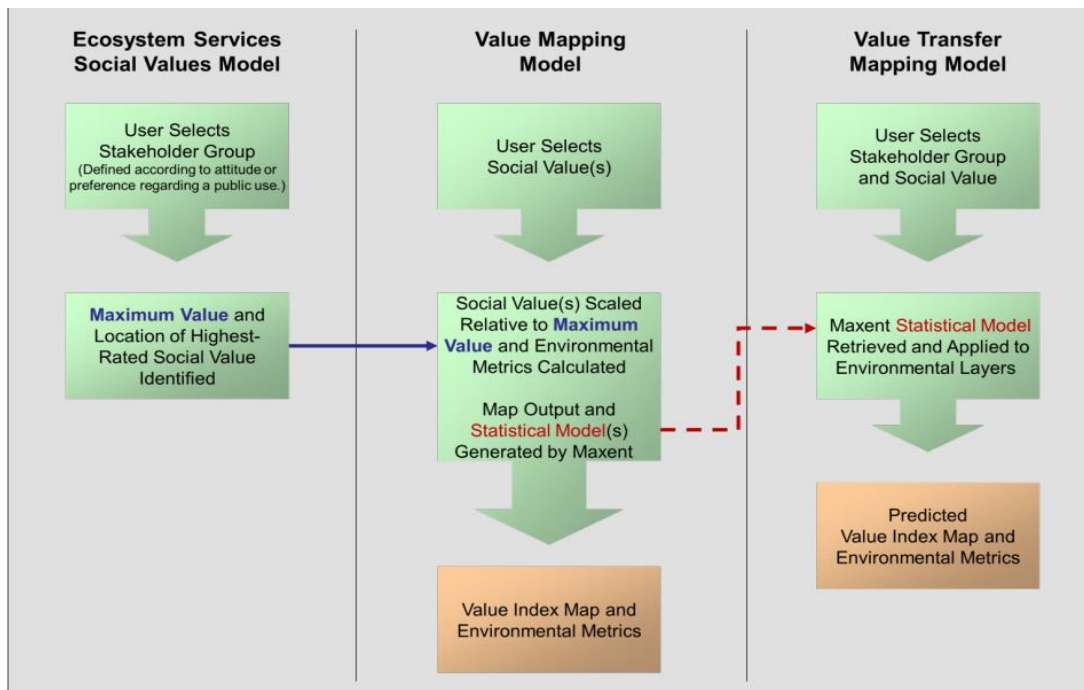 Ecosystem Services
Social Values Model
User Selects
Stakeholder Group
(Defined according to attitude or
preference regarding a public use.)
Maximum Value and
Location of Highest-
Rated Social Value
Identified
Value Mapping
Model
User Selects
Social Value(s)
Social Value(s) Scaled
Relative to Maximum
Value and Environmental
Metrics Calculated
Map Output and
Statistical Model(s)
Generated by Maxent
Value Index Map and
Environmental Metrics
Value Transfer
Mapping Model
User Selects
Stakeholder Group
and Social Value
Maxent Statistical Model
Retrieved and Applied to
Environmental Layers
Predicted
Value Index Map and
Environmental Metrics